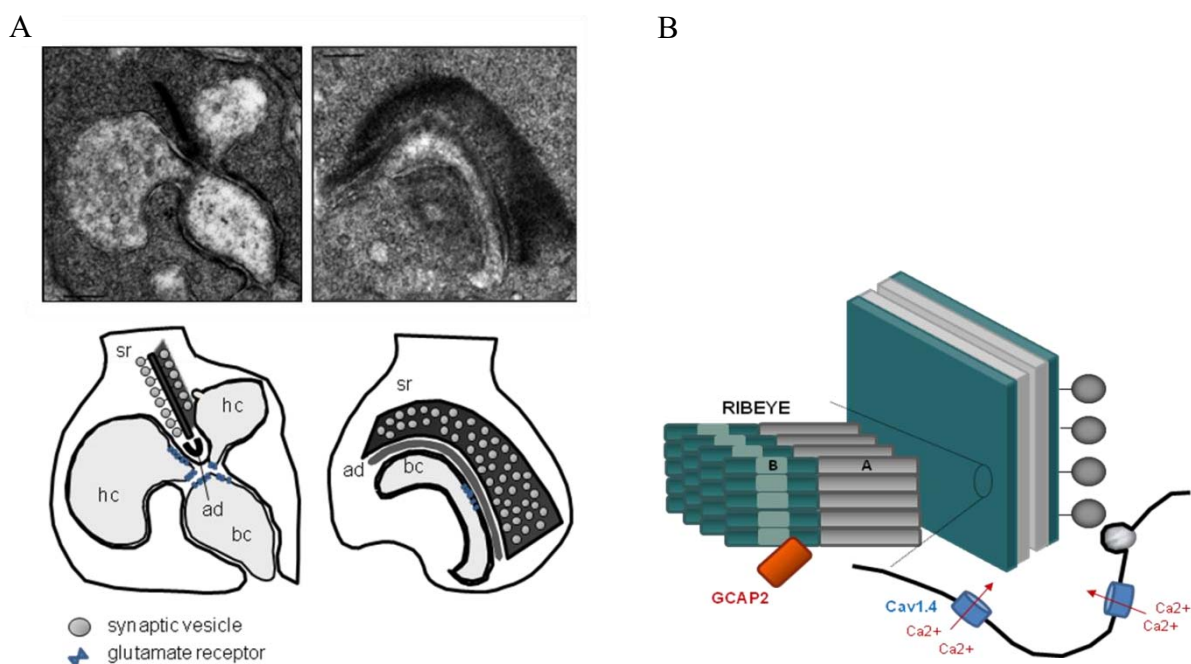 A
B
sr
hc
hc
ad
bc
sr
ad
bc
synaptic vesicle
glutamate receptor
RIBEYE
B
A
GCAP2
Cav1.4
Ca2+
Ca2+
Ca2+
Ca2+